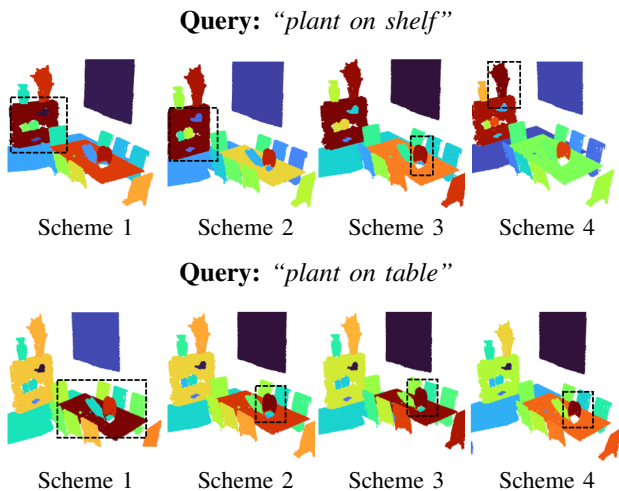 Query: “plant on shelf”
Scheme 1 Scheme 2 Scheme 3 Scheme 4
Query: “plant on table”
Scheme 1 Scheme 2 Scheme 3 Scheme 4